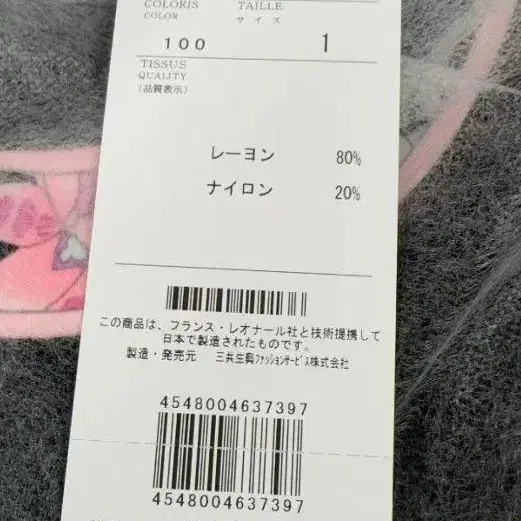 COLORIS TAILLE
COLOR サイズ
100 1
TISSUS
QUALITY
(品質表示)
レーヨン 80%
ナイロン 20%
この商品は、フランス・レオナール社と技術提携して
日本で製造されたものです。
製造・発売元 三共生興ファッションサービス株式会社
4548004637397
4548004637397